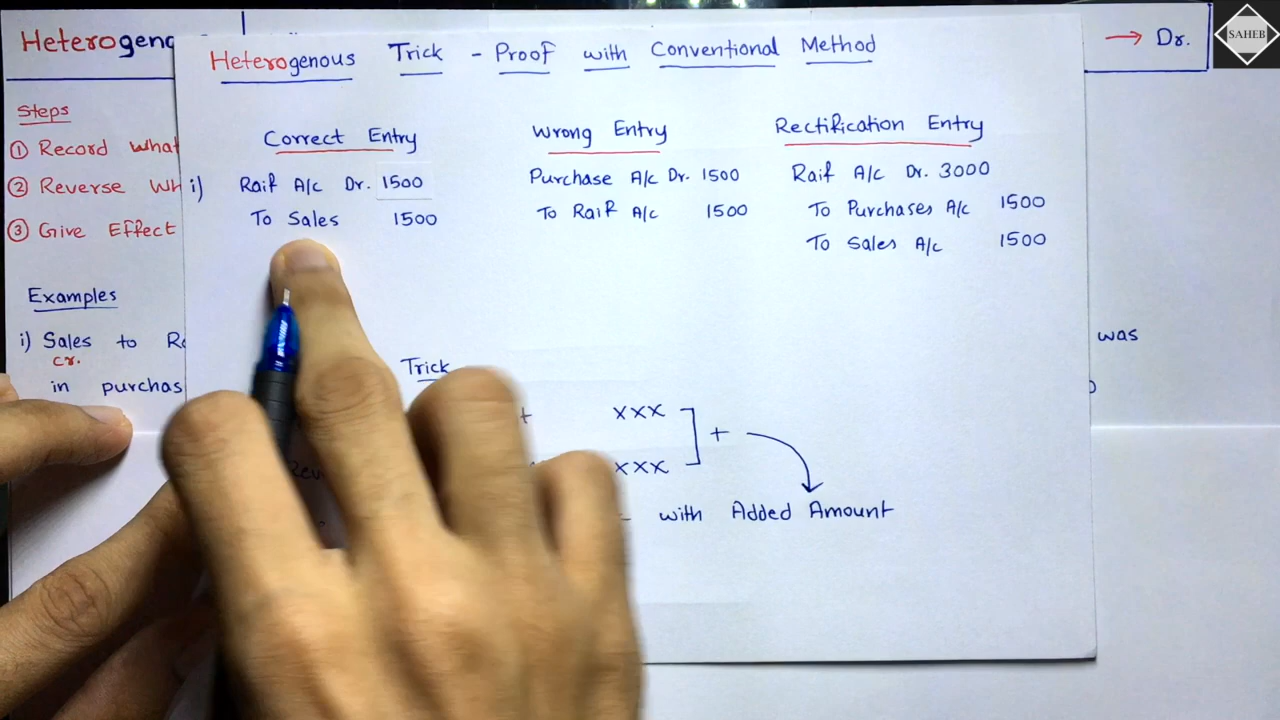 Heterogeno
→ Dr.
SAHEB
Steps
① Record what
② Reverse Wh
③ Give Effect
Examples
i) Sales to Ra
cr.
in purchas
was
Heterogenous Trick - Proof with Conventional Method
Correct Entry
i) Raif A/c Dr. 1500
To Sales 1500
Wrong Entry
Purchase A/c Dr. 1500
To Raif A/c 1500
Rectification Entry
Raif A/c Dr. 3000
To Purchases A/c 1500
To Sales A/c 1500
Trick
xxx
+
xxx
with Added Amount